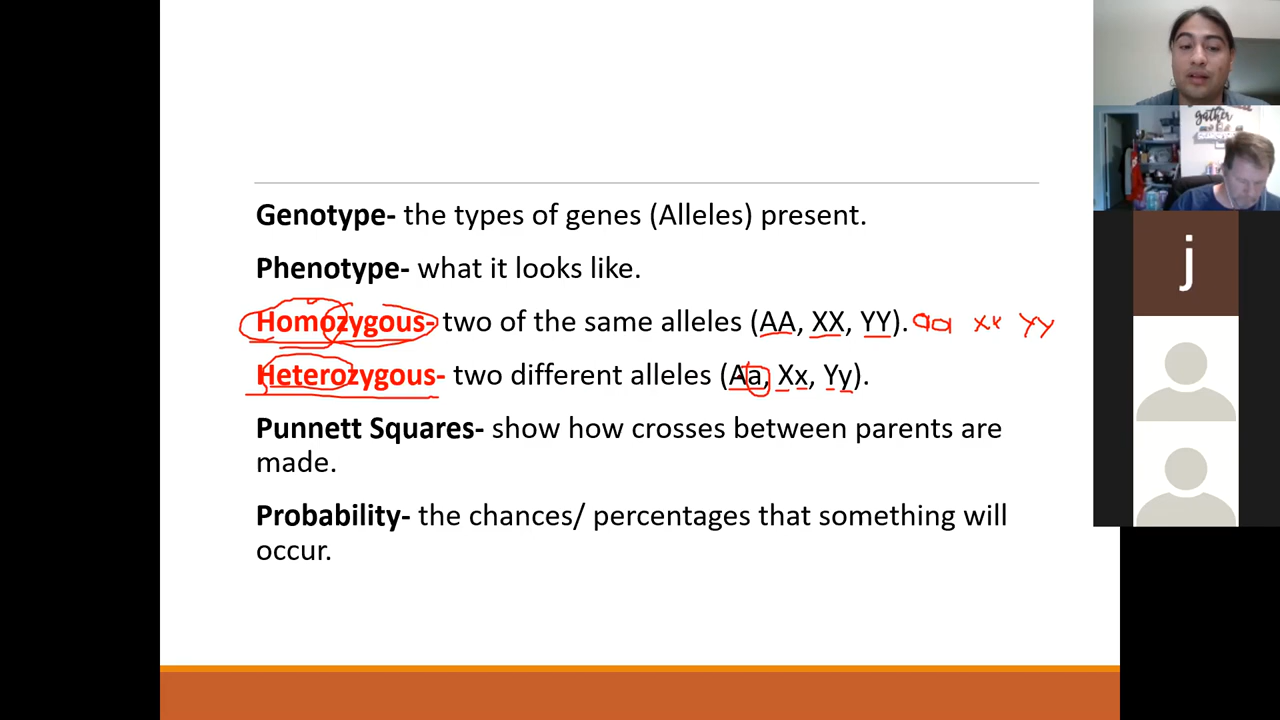 gather
Genotype- the types of genes (Alleles) present.
j
Phenotype- what it looks like.
Homozygous- two of the same alleles (AA, XX, YY). aa xx yy
Heterozygous- two different alleles (Aa, Xx, Yy).
Punnett Squares- show how crosses between parents are
made.
Probability- the chances/ percentages that something will
occur.